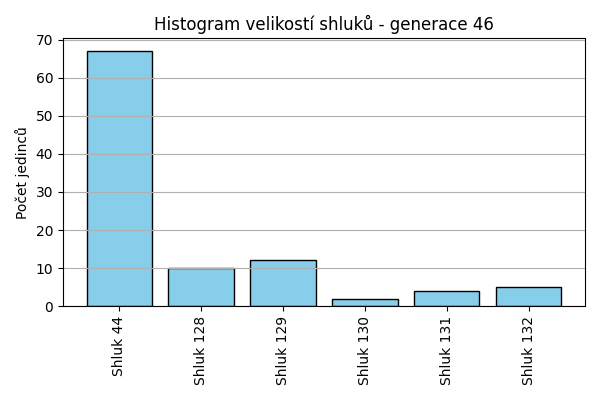 Histogram velikostí shluků - generace 46
Počet jedinců
70
60
50
40
30
20
10
0
Shluk 44
Shluk 128
Shluk 129
Shluk 130
Shluk 131
Shluk 132